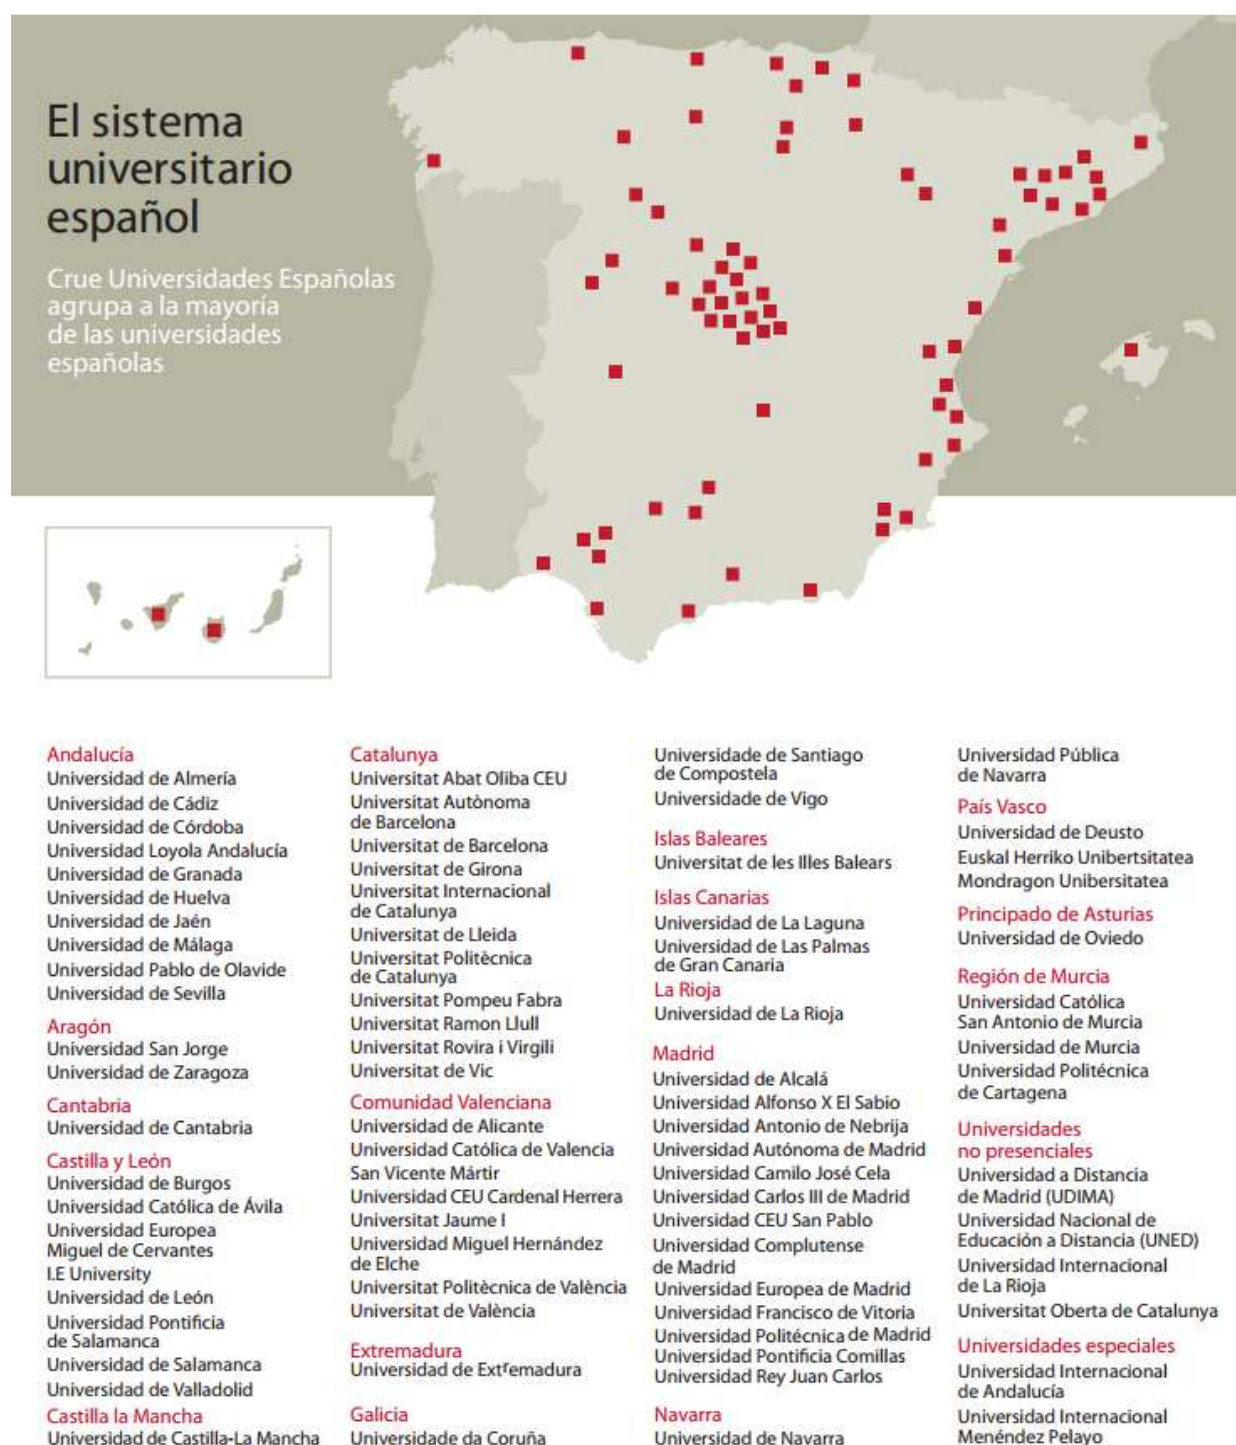 El sistema
universitario
español
Crue Universidades Españolas
agrupa a la mayoría
de las universidades
españolas
Andalucía
Universidad de Almería
Universidad de Cádiz
Universidad de Córdoba
Universidad Loyola Andalucía
Universidad de Granada
Universidad de Huelva
Universidad de Jaén
Universidad de Málaga
Universidad Pablo de Olavide
Universidad de Sevilla
Aragón
Universidad San Jorge
Universidad de Zaragoza
Cantabria
Universidad de Cantabria
Castilla y León
Universidad de Burgos
Universidad Católica de Ávila
Universidad Europea
Miguel de Cervantes
I.E University
Universidad de León
Universidad Pontificia
de Salamanca
Universidad de Salamanca
Universidad de Valladolid
Castilla la Mancha
Universidad de Castilla-La Mancha
Catalunya
Universitat Abat Oliba CEU
Universitat Autònoma
de Barcelona
Universitat de Barcelona
Universitat de Girona
Universitat Internacional
de Catalunya
Universitat de Lleida
Universitat Politècnica
de Catalunya
Universitat Pompeu Fabra
Universitat Ramon Llull
Universitat Rovira i Virgili
Universitat de Vic
Comunidad Valenciana
Universidad de Alicante
Universidad Católica de Valencia
San Vicente Mártir
Universidad CEU Cardenal Herrera
Universitat Jaume I
Universidad Miguel Hernández
de Elche
Universitat Politècnica de València
Universitat de València
Extremadura
Universidad de Extremadura
Galicia
Universidade da Coruña
Universidade de Santiago
de Compostela
Universidade de Vigo
Islas Baleares
Universitat de les Illes Balears
Islas Canarias
Universidad de La Laguna
Universidad de Las Palmas
de Gran Canaria
La Rioja
Universidad de La Rioja
Madrid
Universidad de Alcalá
Universidad Alfonso X El Sabio
Universidad Antonio de Nebrija
Universidad Autónoma de Madrid
Universidad Camilo José Cela
Universidad Carlos III de Madrid
Universidad CEU San Pablo
Universidad Complutense
de Madrid
Universidad Europea de Madrid
Universidad Francisco de Vitoria
Universidad Politécnica de Madrid
Universidad Pontificia Comillas
Universidad Rey Juan Carlos
Navarra
Universidad de Navarra
Universidad Pública
de Navarra
País Vasco
Universidad de Deusto
Euskal Herriko Unibertsitatea
Mondragon Unibersitatea
Principado de Asturias
Universidad de Oviedo
Región de Murcia
Universidad Católica
San Antonio de Murcia
Universidad de Murcia
Universidad Politécnica
de Cartagena
Universidades
no presenciales
Universidad a Distancia
de Madrid (UDIMA)
Universidad Nacional de
Educación a Distancia (UNED)
Universidad Internacional
de La Rioja
Universitat Oberta de Catalunya
Universidades especiales
Universidad Internacional
de Andalucía
Universidad Internacional
Menéndez Pelayo